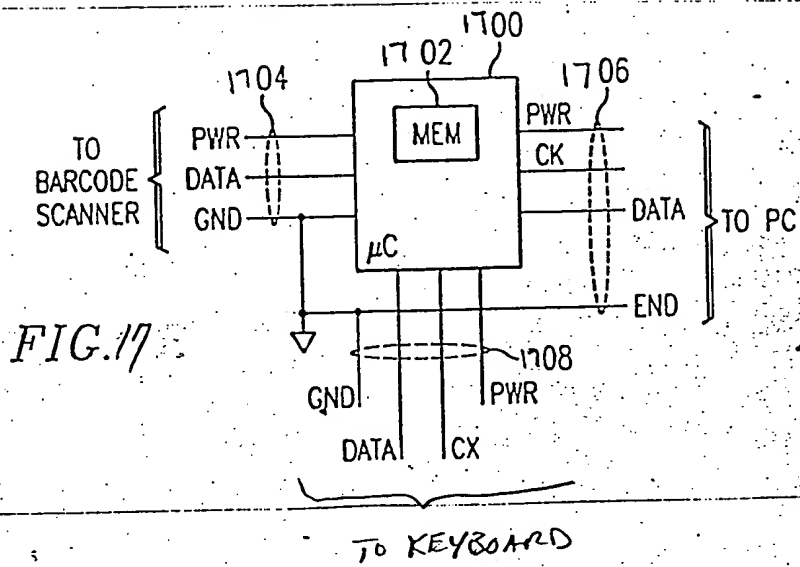 1700
1702
1704
1706
PWR
MEM
PWR
CK
TO
BARCODE
SCANNER
DATA
DATA
TO PC
GND
μC
END
FIG.17
1708
GND
PWR
DATA
CX
TO KEYBOARD